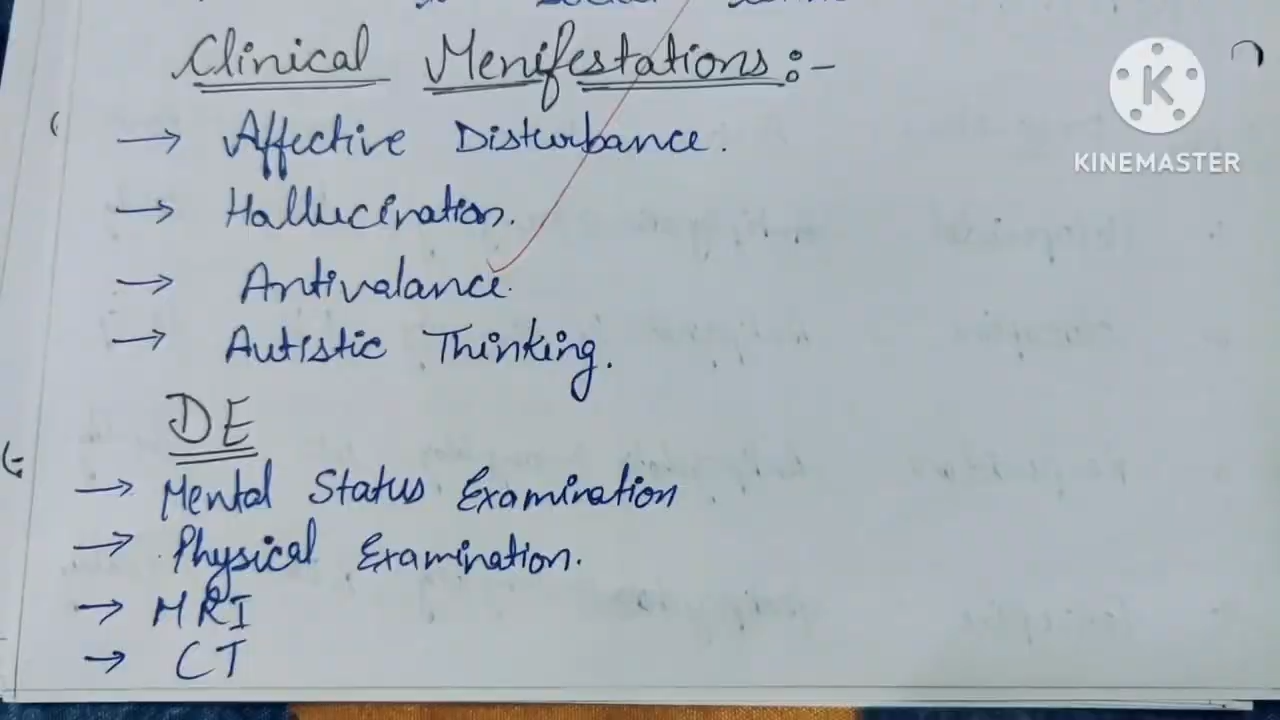 Clinical Menifestations :-
→ Affective Disturbance.
→ Hallucination.
→ Antivalance.
→ Autistic Thinking.
DE
→ Mental Status Examination
→ Physical Examination.
→ MRI
→ CT
K
KINEMASTER